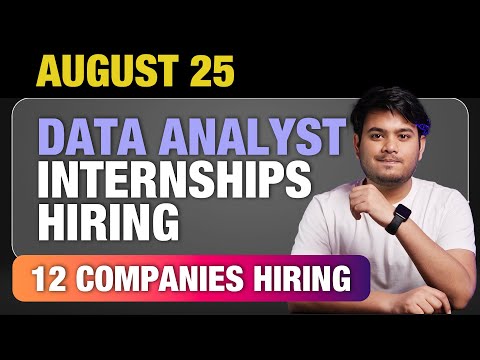 AUGUST 25
DATA ANALYST
INTERNSHIPS
HIRING
12 COMPANIES HIRING